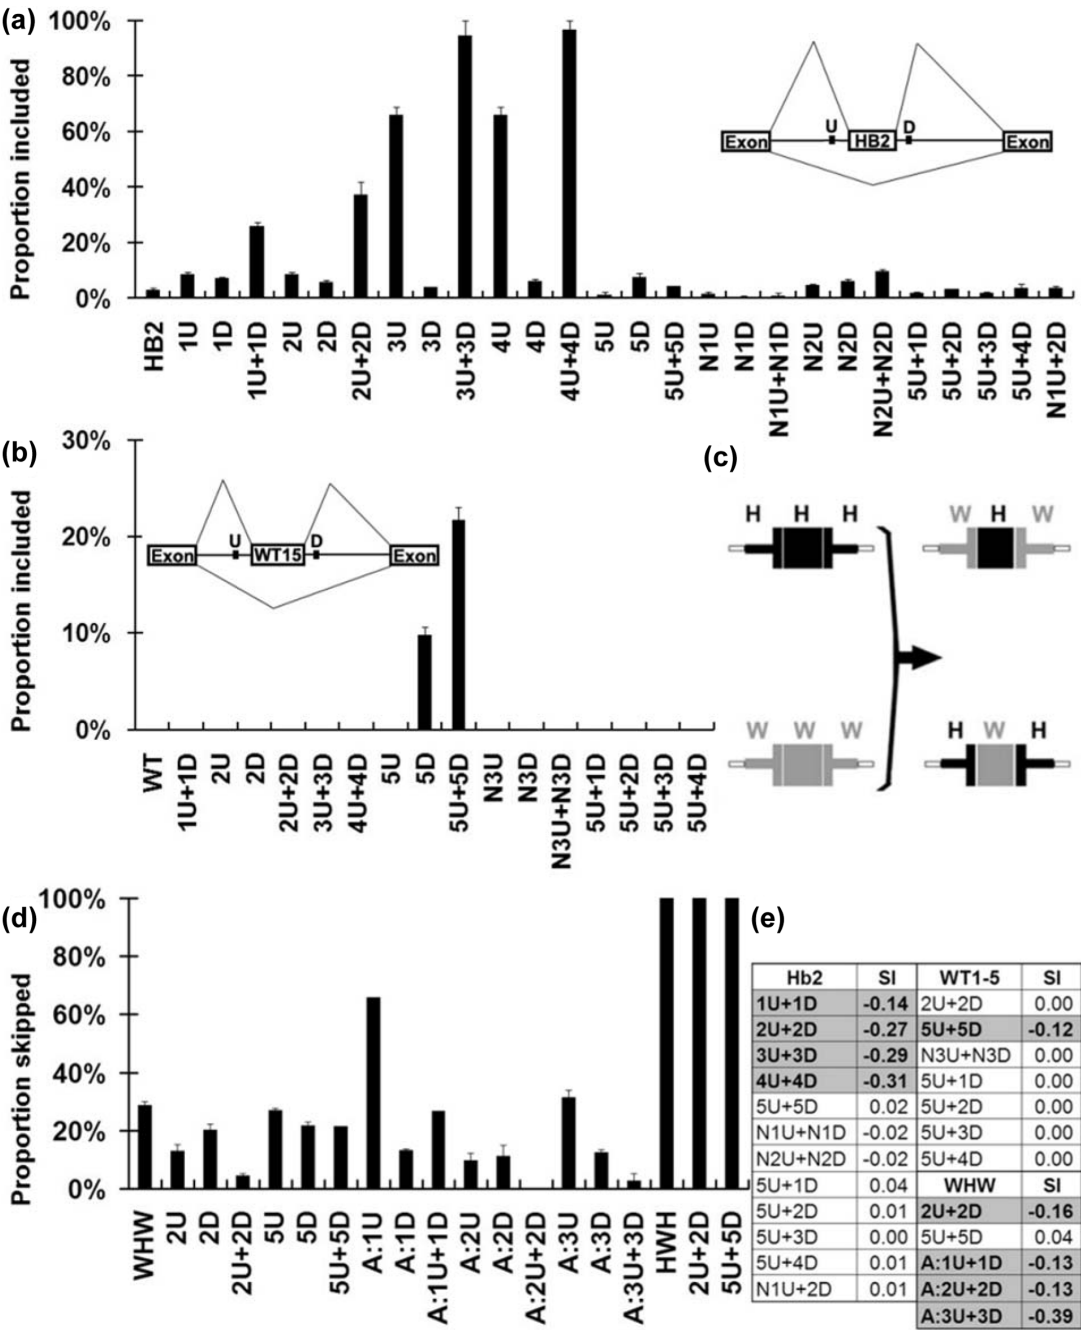 (a)
Proportion included
100%
80%
60%
40%
20%
0%
HB2 1U 1D 1U+1D 2U 2D 2U+2D 3U 3D 3U+3D 4U 4D 4U+4D 5U 5D 5U+5D N1U N1D N1U+N1D N2U N2D N2U+N2D 5U+1D 5U+2D 5U+3D 5U+4D N1U+2D
U D
Exon HB2 Exon
(b)
Proportion included
30%
20%
10%
0%
U D
Exon WT15 Exon
WT 1U+1D 2U 2D 2U+2D 3U+3D 4U+4D 5U 5D 5U+5D N3U N3D N3U+N3D 5U+1D 5U+2D 5U+3D 5U+4D
(c)
H H H
W H W
W W W
H W H
(d)
Proportion skipped
100%
80%
60%
40%
20%
0%
WHW 2U 2D 2U+2D 5U 5D 5U+5D A:1U A:1D A:1U+1D A:2U A:2D A:2U+2D A:3U A:3D A:3U+3D HWH 2U+2D 5U+5D
(e)
Hb2 SI WT1-5 SI
1U+1D -0.14 2U+2D 0.00
2U+2D -0.27 5U+5D -0.12
3U+3D -0.29 N3U+N3D 0.00
4U+4D -0.31 5U+1D 0.00
5U+5D 0.02 5U+2D 0.00
N1U+N1D -0.02 5U+3D 0.00
N2U+N2D -0.02 5U+4D 0.00
5U+1D 0.04 WHW SI
5U+2D 0.01 2U+2D -0.16
5U+3D 0.00 5U+5D 0.04
5U+4D 0.01 A:1U+1D -0.13
N1U+2D 0.01 A:2U+2D -0.13
A:3U+3D -0.39